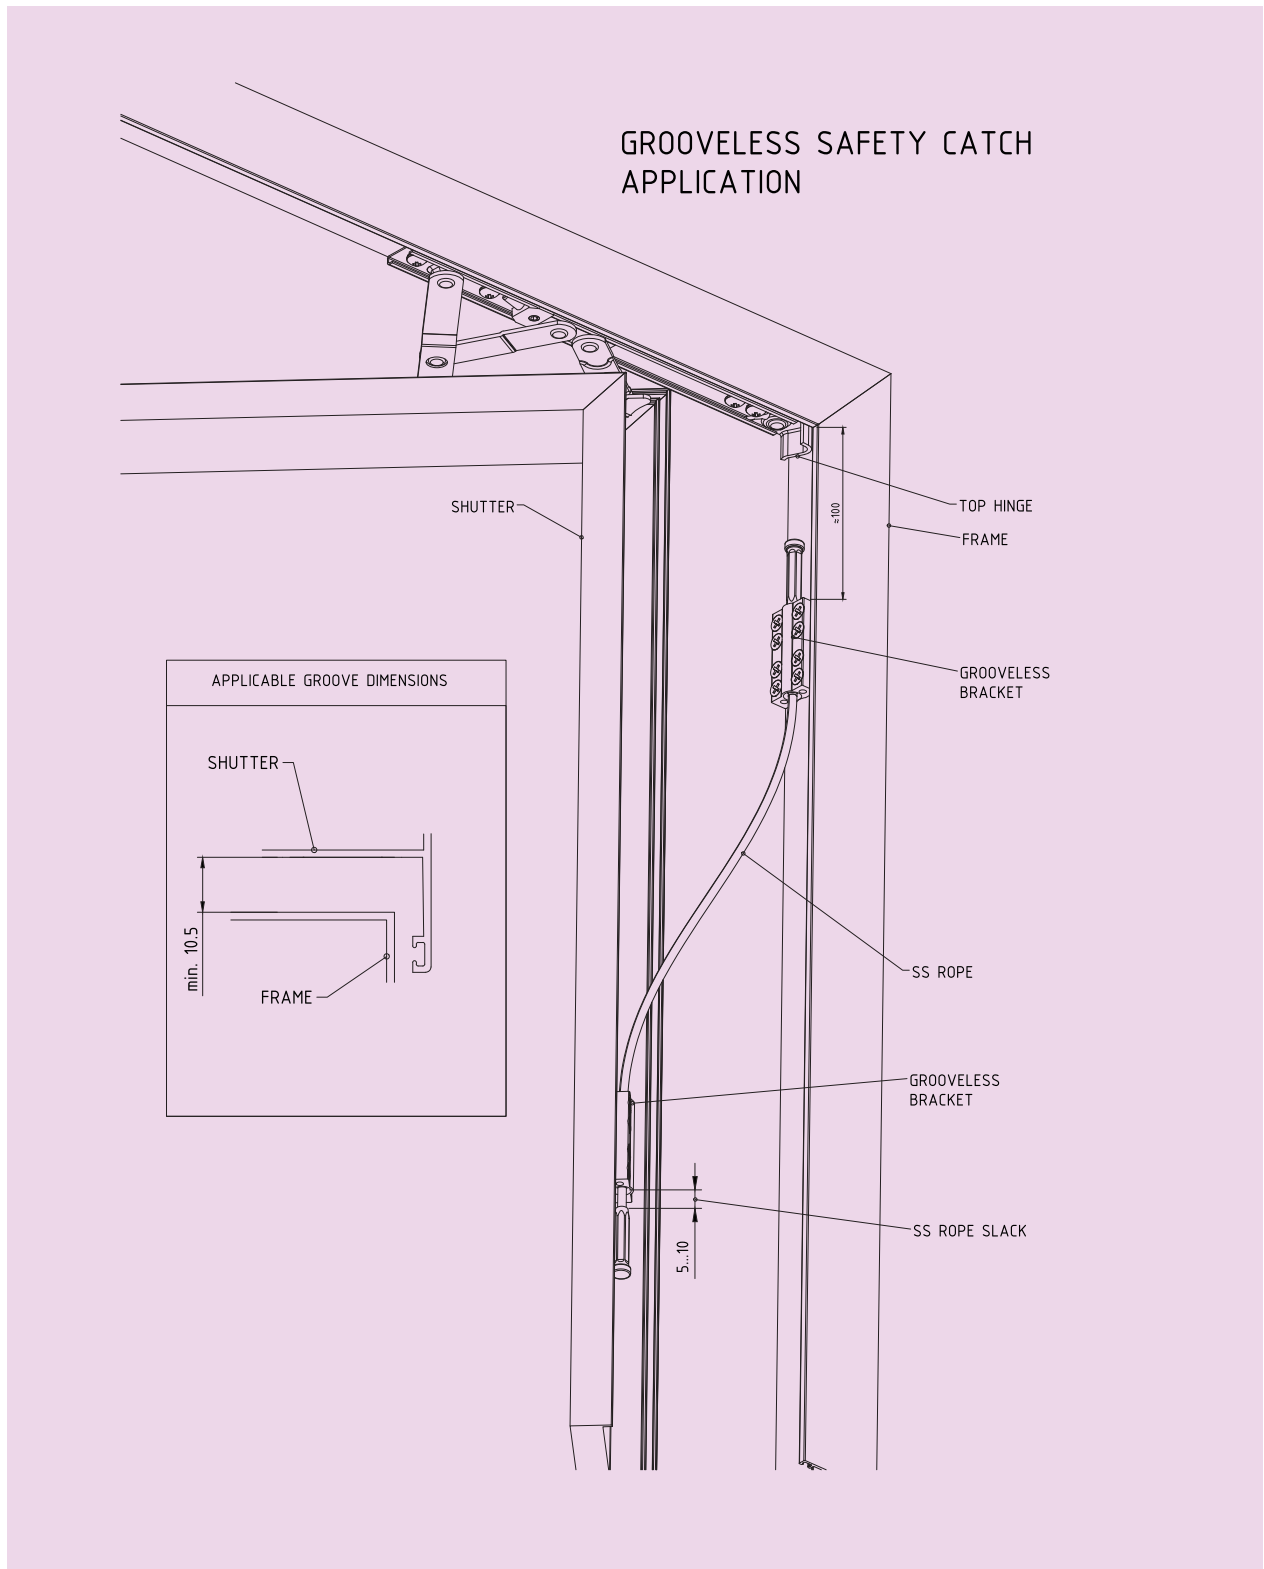 GROOVELESS SAFETY CATCH
APPLICATION
SHUTTER
≈100
TOP HINGE
FRAME
GROOVELESS
BRACKET
APPLICABLE GROOVE DIMENSIONS
SHUTTER
min. 10.5
FRAME
SS ROPE
GROOVELESS
BRACKET
SS ROPE SLACK
5...10